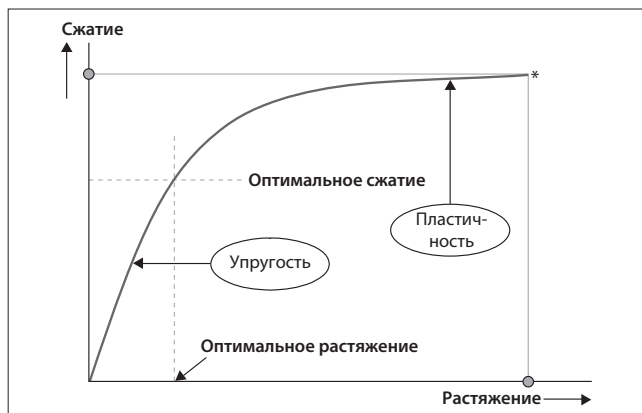 Сжатие
*
Оптимальное сжатие
Пластич-
ность
Упругость
Оптимальное растяжение
Растяжение